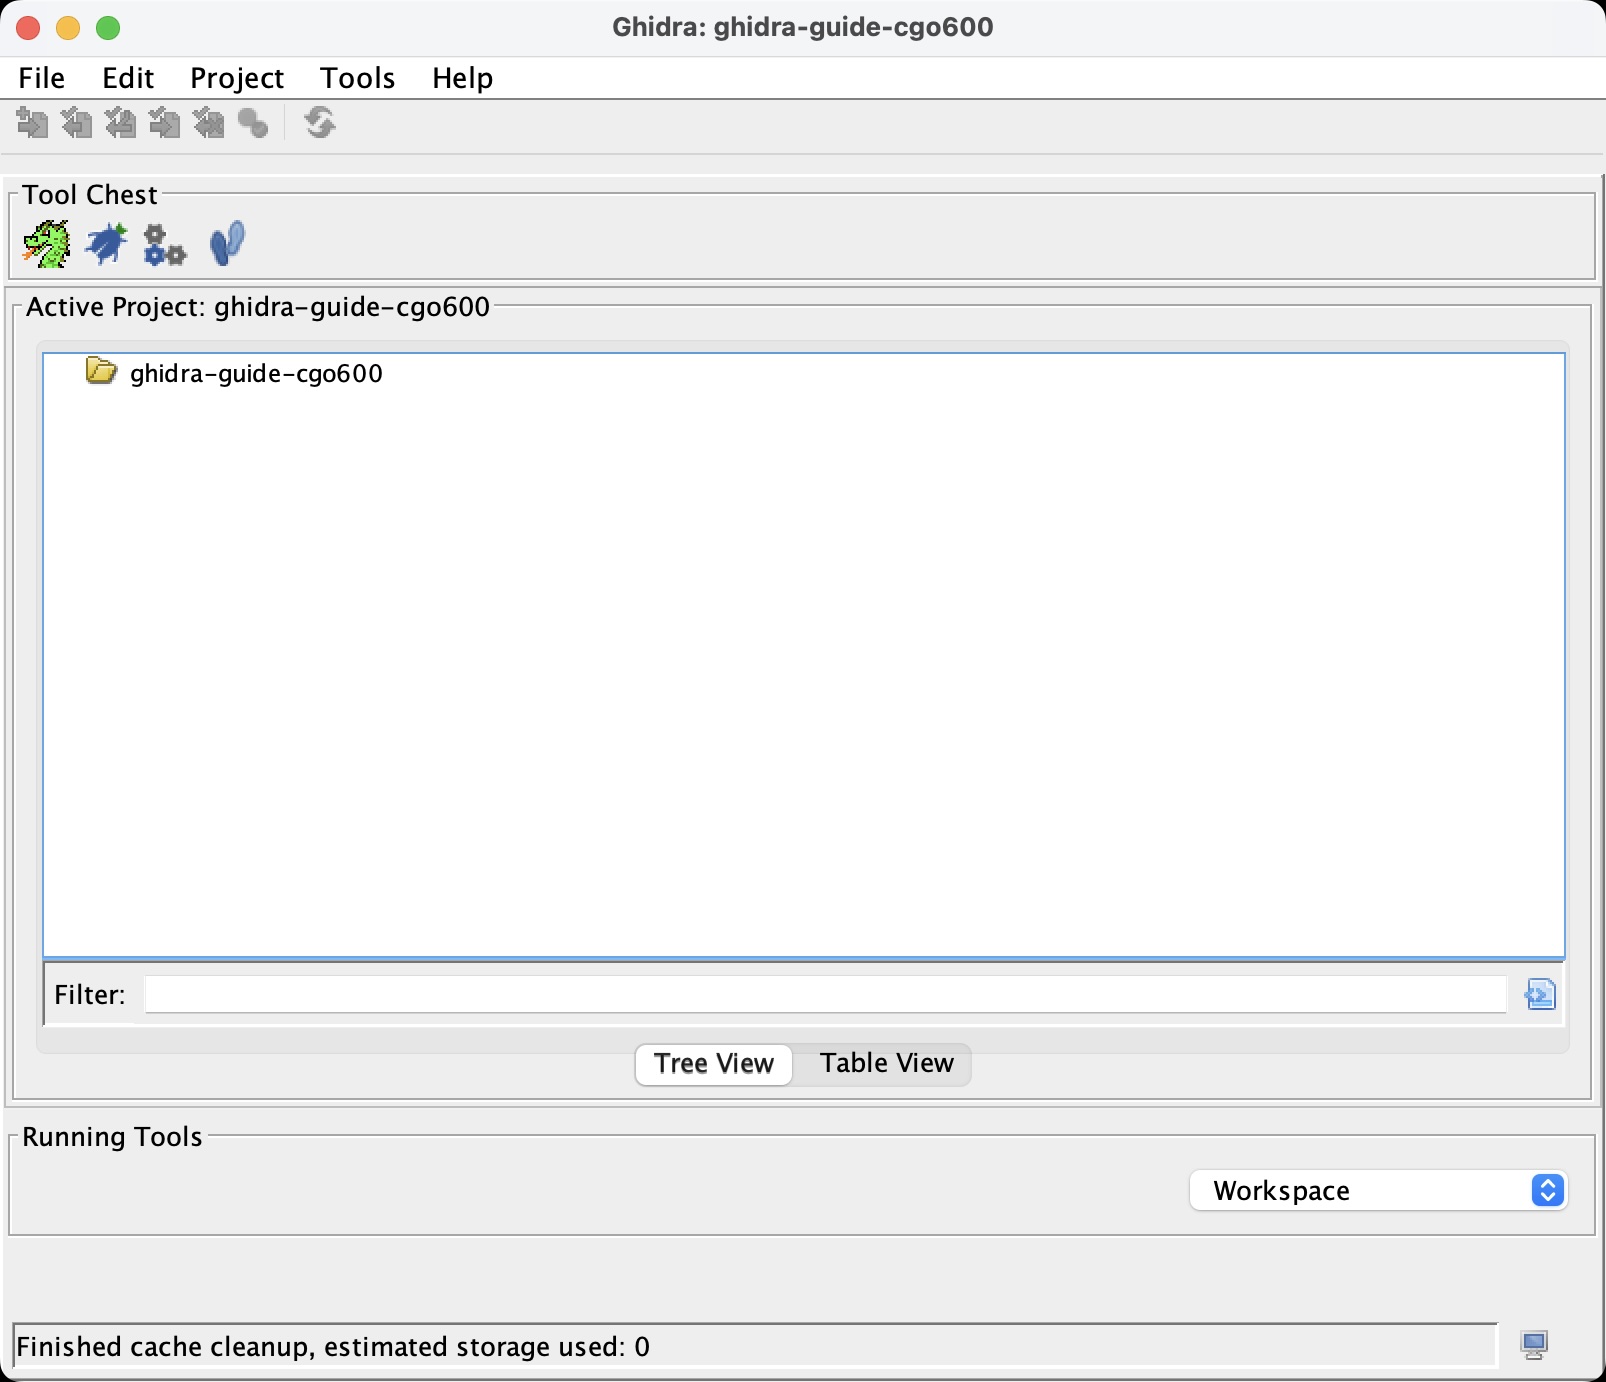 Ghidra: ghidra-guide-cgo600
File Edit Project Tools Help
Tool Chest
Active Project: ghidra-guide-cgo600
ghidra-guide-cgo600
Filter:
Tree View Table View
Running Tools
Workspace
Finished cache cleanup, estimated storage used: 0